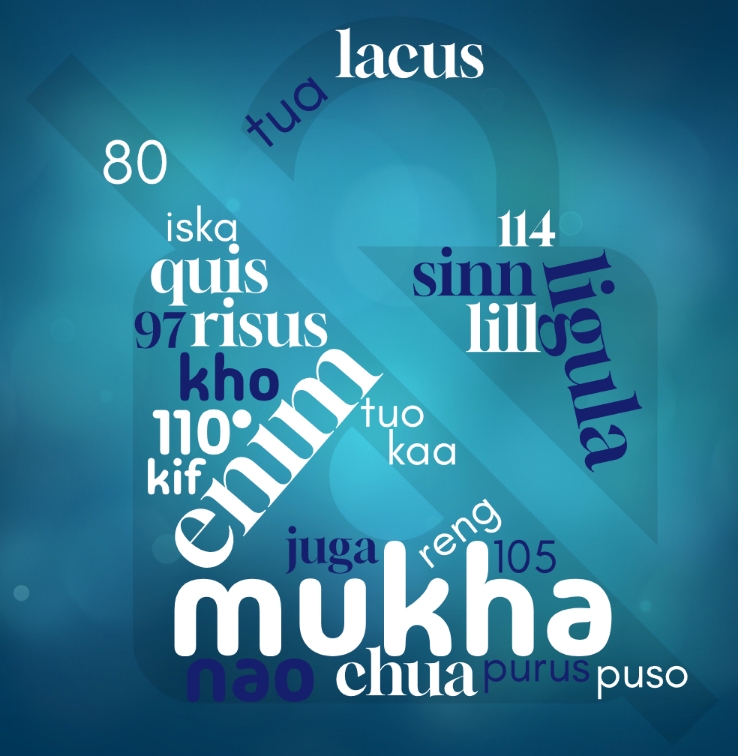 lacus
tua
80
iska
114
quis
sinn
ligula
97
risus
lill
kho
enim
110°
tuo
kaa
kif
reng
juga
105
mukha
nao
chua
purus
puso